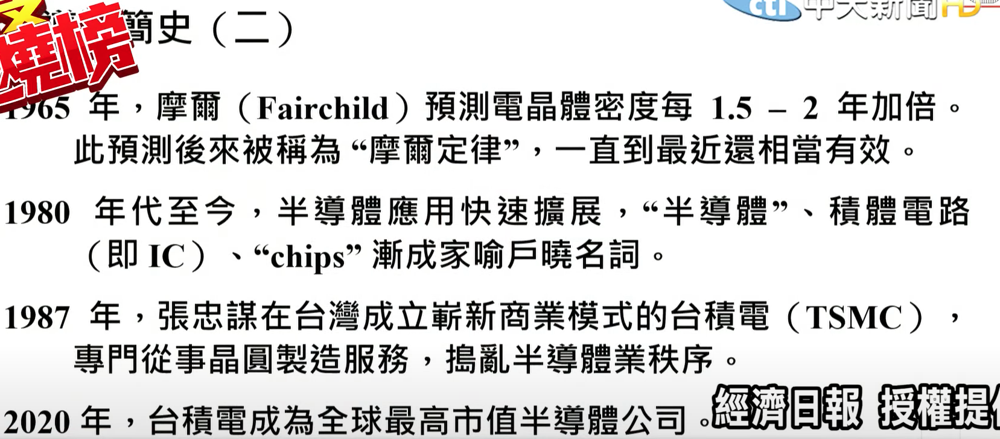 簡史（二）
cti 中天新聞 HD
燒榜
1965 年，摩爾（Fairchild）預測電晶體密度每 1.5 – 2 年加倍。
此預測後來被稱為 “摩爾定律”，一直到最近還相當有效。
1980 年代至今，半導體應用快速擴展，“半導體”、積體電路
（即 IC）、“chips” 漸成家喻戶曉名詞。
1987 年，張忠謀在台灣成立嶄新商業模式的台積電（TSMC），
專門從事晶圓製造服務，搗亂半導體業秩序。
2020 年，台積電成為全球最高市值半導體公司。
經濟日報 授權提供